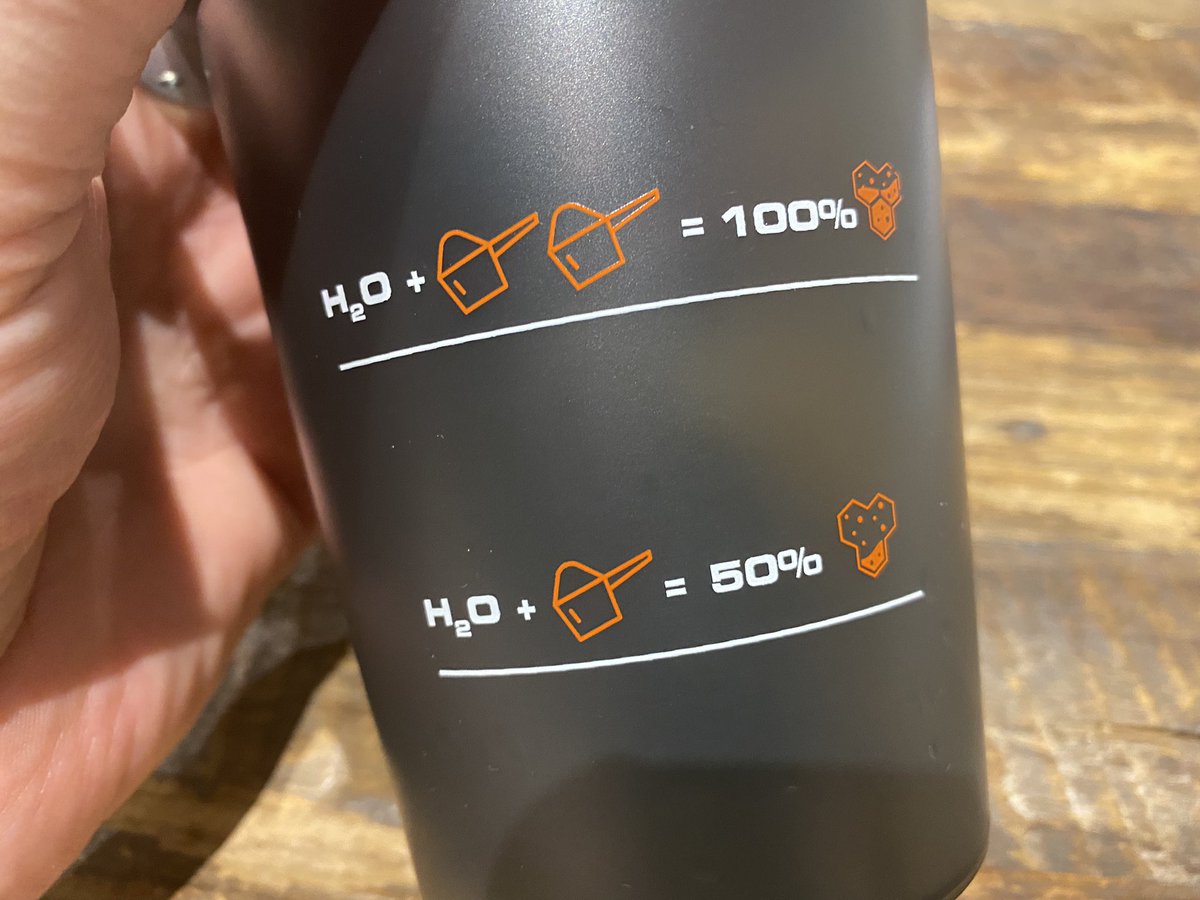 H₂O + = 100%
H₂O + = 50%